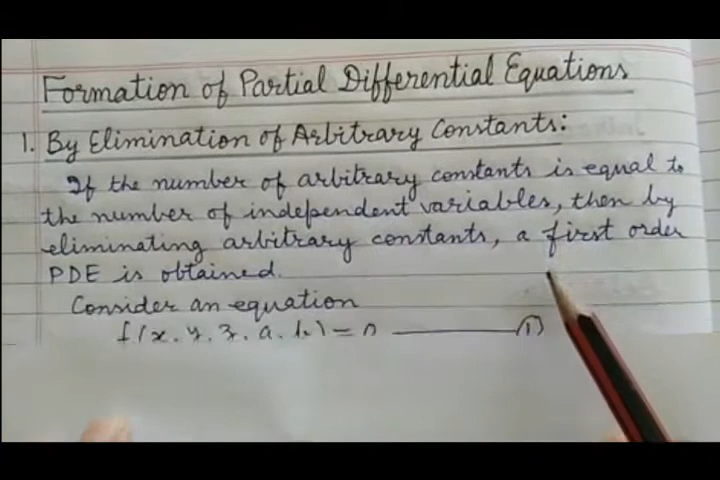 Formation of Partial Differential Equations
1. By Elimination of Arbitrary Constants:
If the number of arbitrary constants is equal to
the number of independent variables, then by
eliminating arbitrary constants, a first order
PDE is obtained.
Consider an equation
f(x, y, z, a, b) = 0 ——— (1)